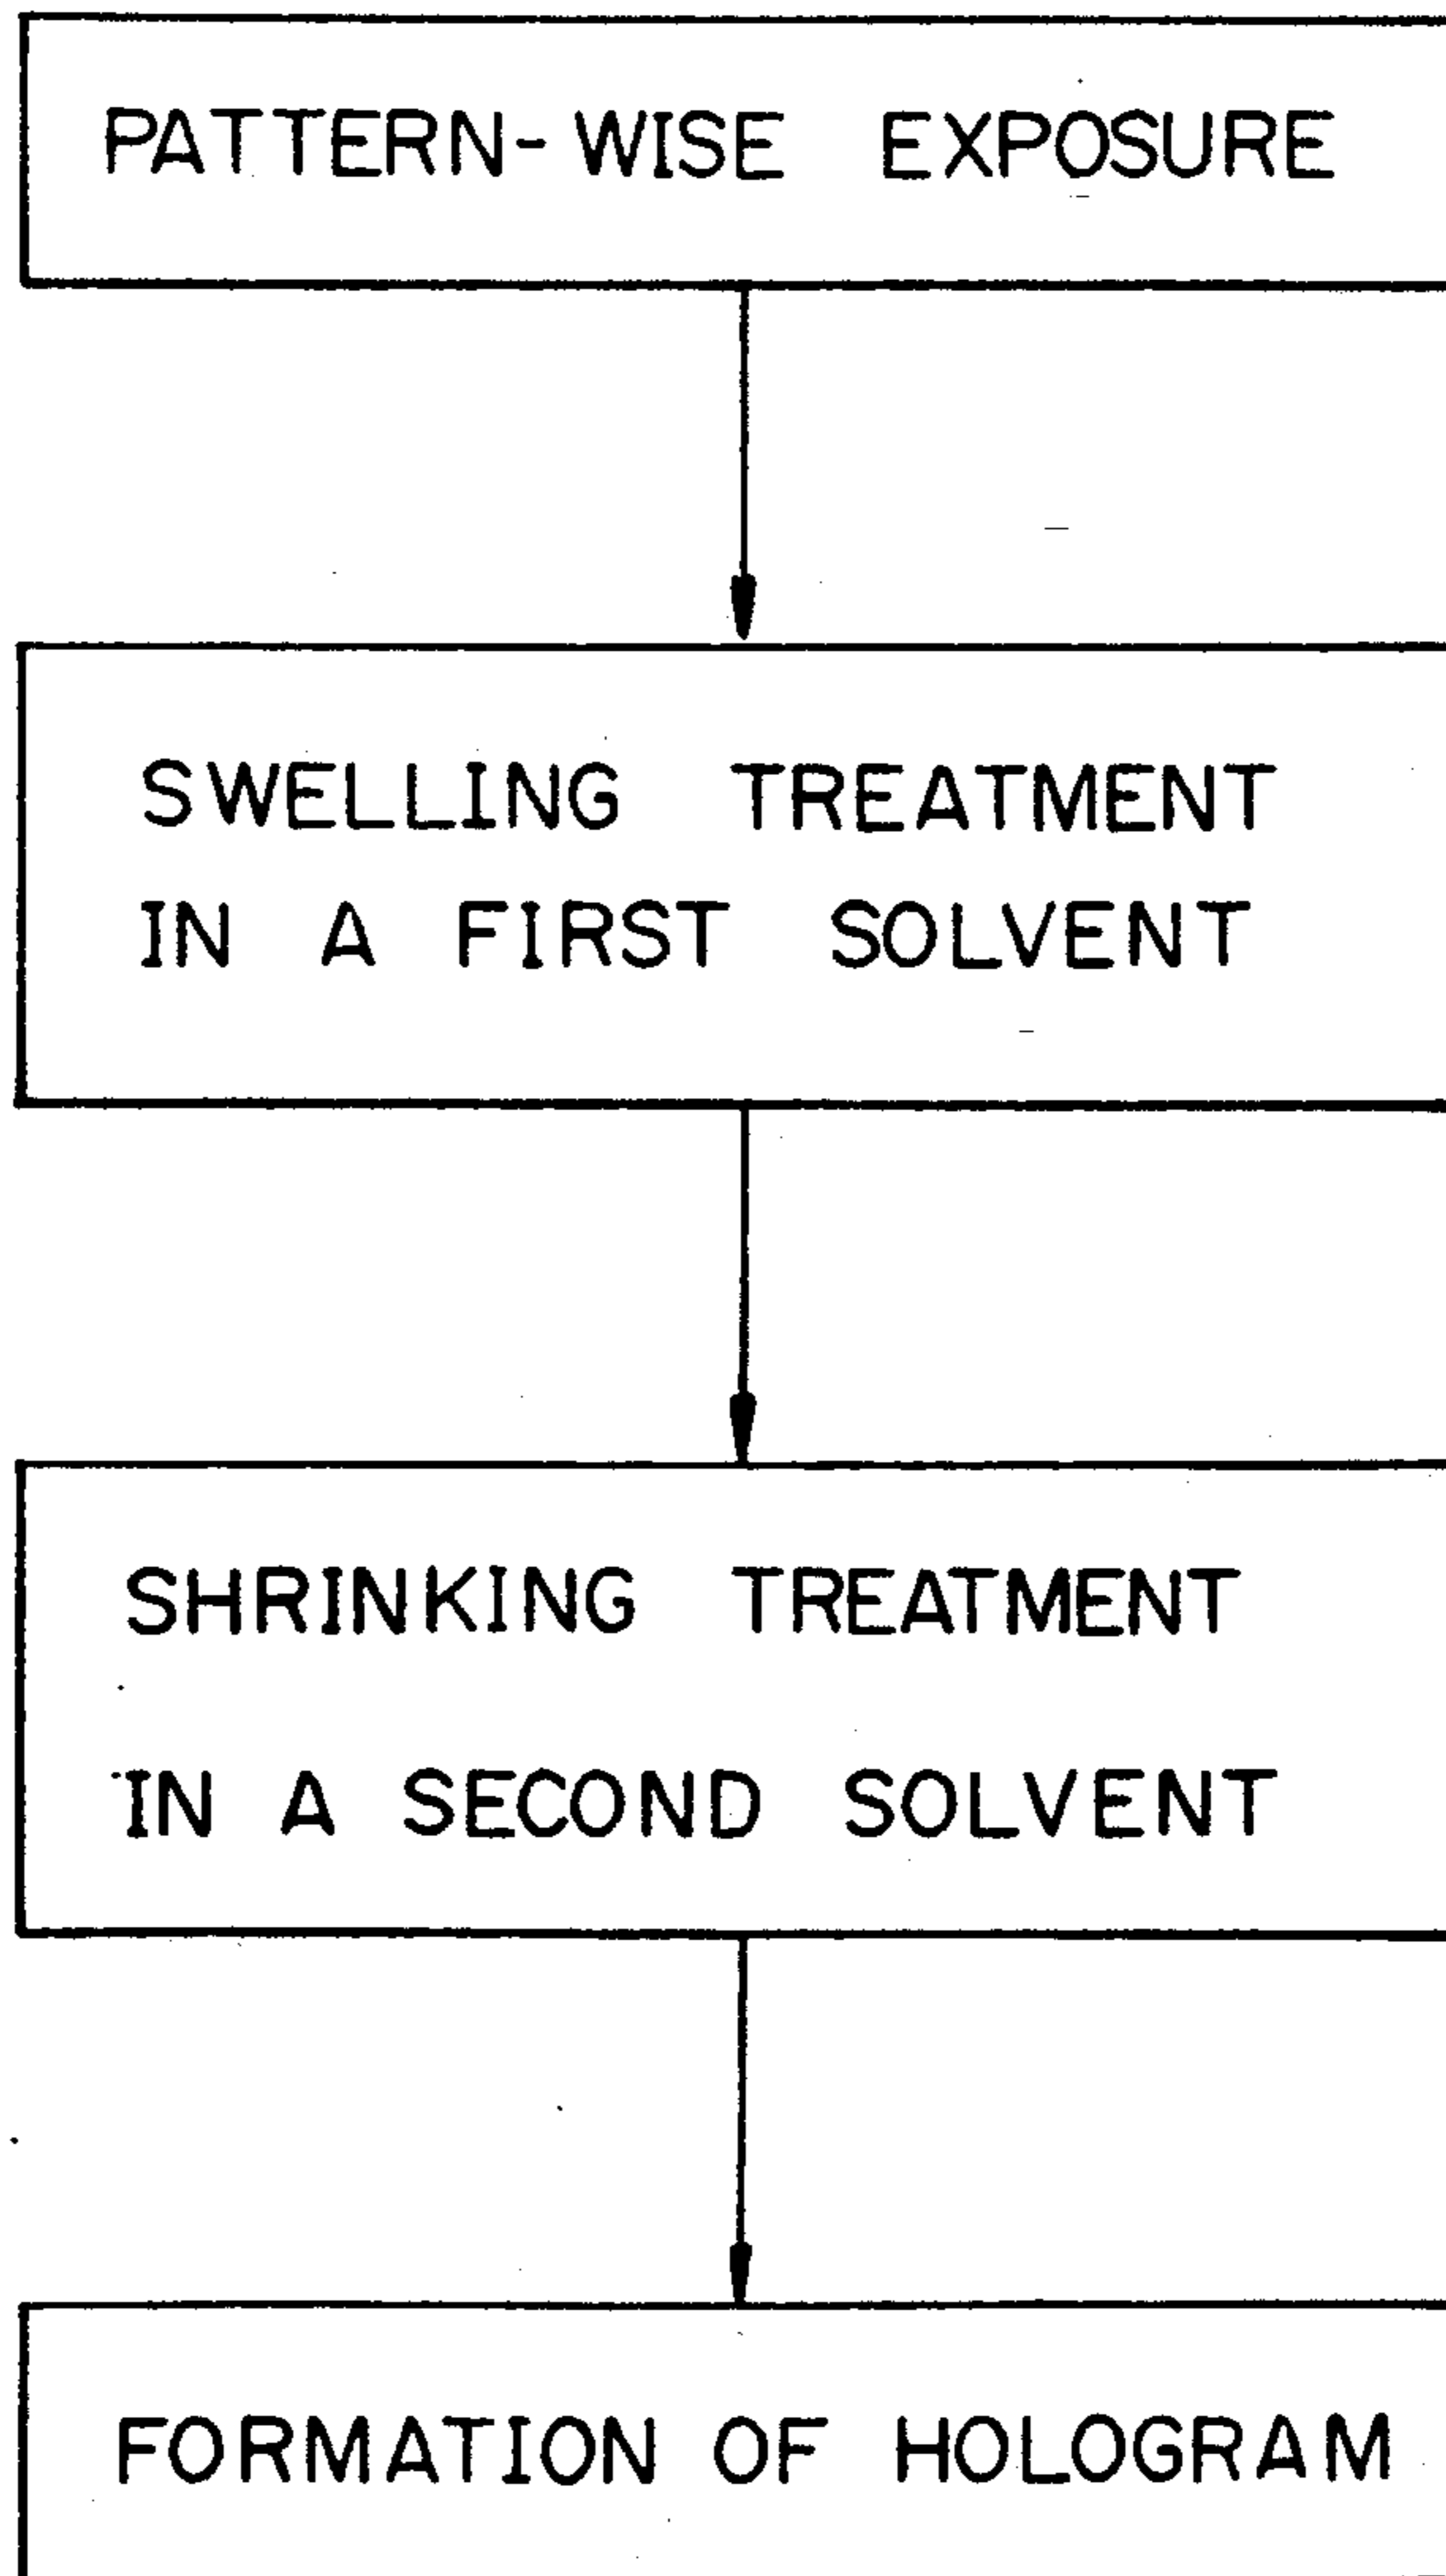 PATTERN-WISE EXPOSURE
SWELLING TREATMENT
IN A FIRST SOLVENT
SHRINKING TREATMENT
IN A SECOND SOLVENT
FORMATION OF HOLOGRAM